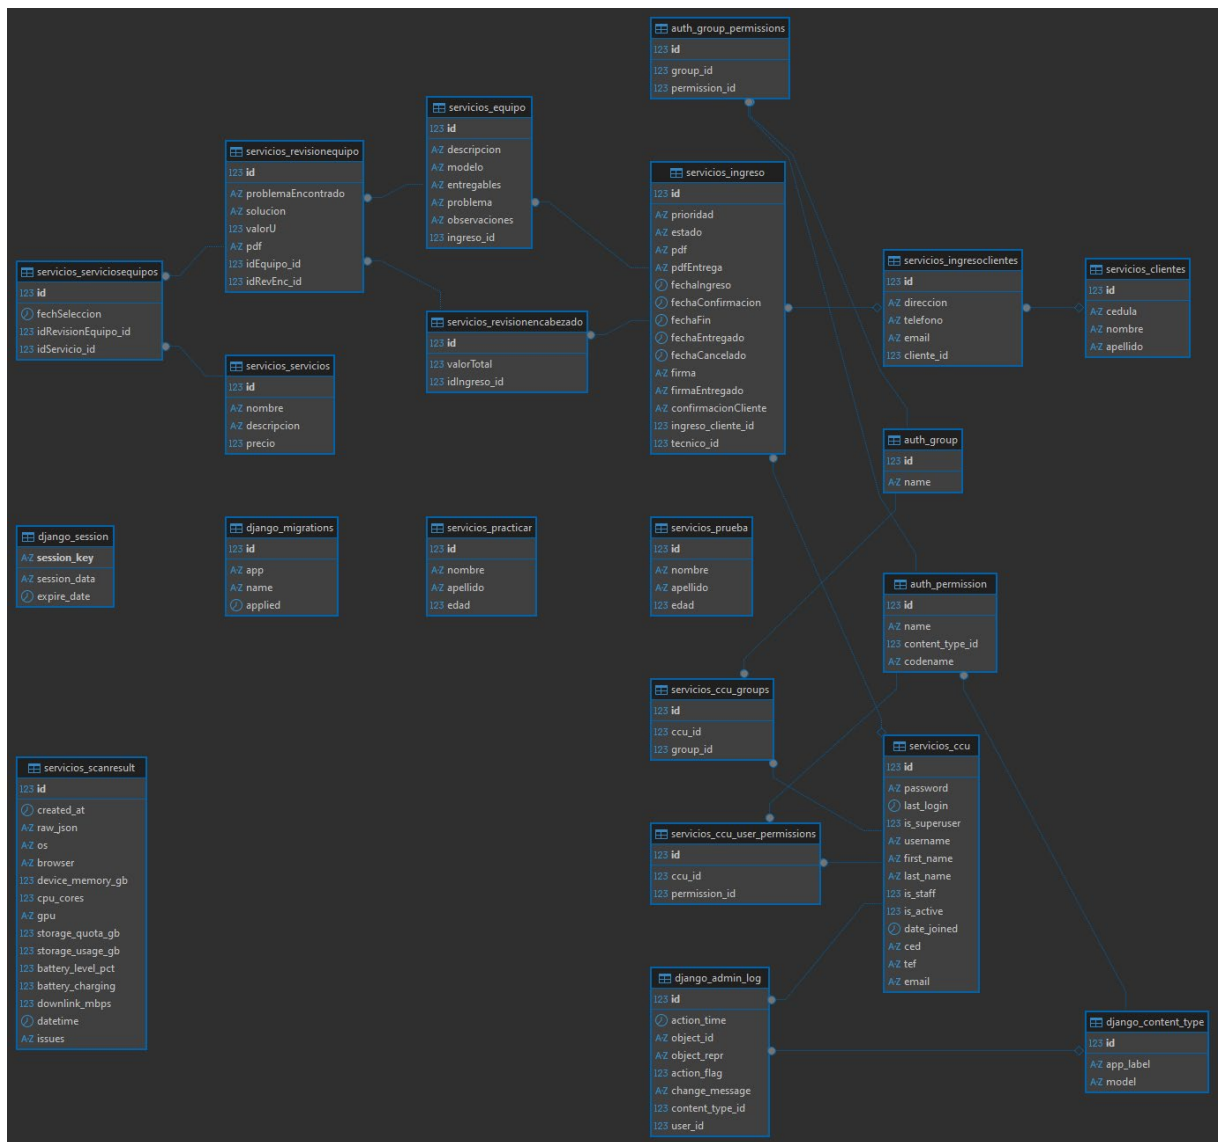 auth_group_permissions
123 id
123 group_id
123 permission_id
servicios_equipo
123 id
A-Z descripcion
A-Z modelo
A-Z entregables
A-Z problema
A-Z observaciones
123 ingreso_id
servicios_revisionequipo
123 id
A-Z problemaEncontrado
A-Z solucion
123 valorU
A-Z pdf
123 idEquipo_id
123 idRevEnc_id
servicios_ingreso
123 id
A-Z prioridad
A-Z estado
A-Z pdf
A-Z pdfEntrega
fechaIngreso
fechaConfirmacion
fechaFin
fechaEntregado
fechaCancelado
A-Z firma
A-Z firmaEntregado
A-Z confirmacionCliente
123 ingreso_cliente_id
123 tecnico_id
servicios_ingresoclientes
123 id
A-Z direccion
A-Z telefono
A-Z email
123 cliente_id
servicios_clientes
123 id
A-Z cedula
A-Z nombre
A-Z apellido
servicios_serviciosequipos
123 id
fechSeleccion
123 idRevisionEquipo_id
123 idServicio_id
servicios_revisionencabezado
123 id
123 valorTotal
123 idIngreso_id
servicios_servicios
123 id
A-Z nombre
A-Z descripcion
123 precio
auth_group
123 id
A-Z name
django_session
A-Z session_key
A-Z session_data
expire_date
django_migrations
123 id
A-Z app
A-Z name
applied
servicios_practicar
123 id
A-Z nombre
A-Z apellido
123 edad
servicios_prueba
123 id
A-Z nombre
A-Z apellido
123 edad
auth_permission
123 id
A-Z name
123 content_type_id
A-Z codename
servicios_ccu_groups
123 id
123 ccu_id
123 group_id
servicios_ccu
123 id
A-Z password
last_login
123 is_superuser
A-Z username
A-Z first_name
A-Z last_name
123 is_staff
123 is_active
date_joined
A-Z ced
A-Z tef
A-Z email
servicios_scanresult
123 id
created_at
A-Z raw_json
A-Z os
A-Z browser
123 device_memory_gb
123 cpu_cores
A-Z gpu
123 storage_quota_gb
123 storage_usage_gb
123 battery_level_pct
123 battery_charging
123 downlink_mbps
datetime
A-Z issues
servicios_ccu_user_permissions
123 id
123 ccu_id
123 permission_id
django_admin_log
123 id
action_time
A-Z object_id
A-Z object_repr
123 action_flag
A-Z change_message
123 content_type_id
123 user_id
django_content_type
123 id
A-Z app_label
A-Z model